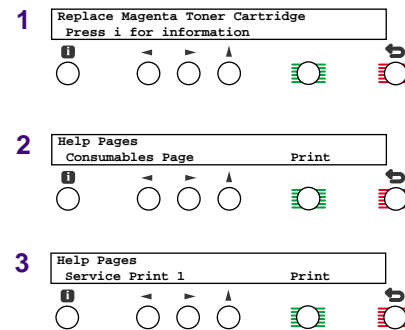 1
Replace Magenta Toner Cartridge
Press i for information
i
2
Help Pages
Consumables Page Print
i
3
Help Pages
Service Print 1 Print
i